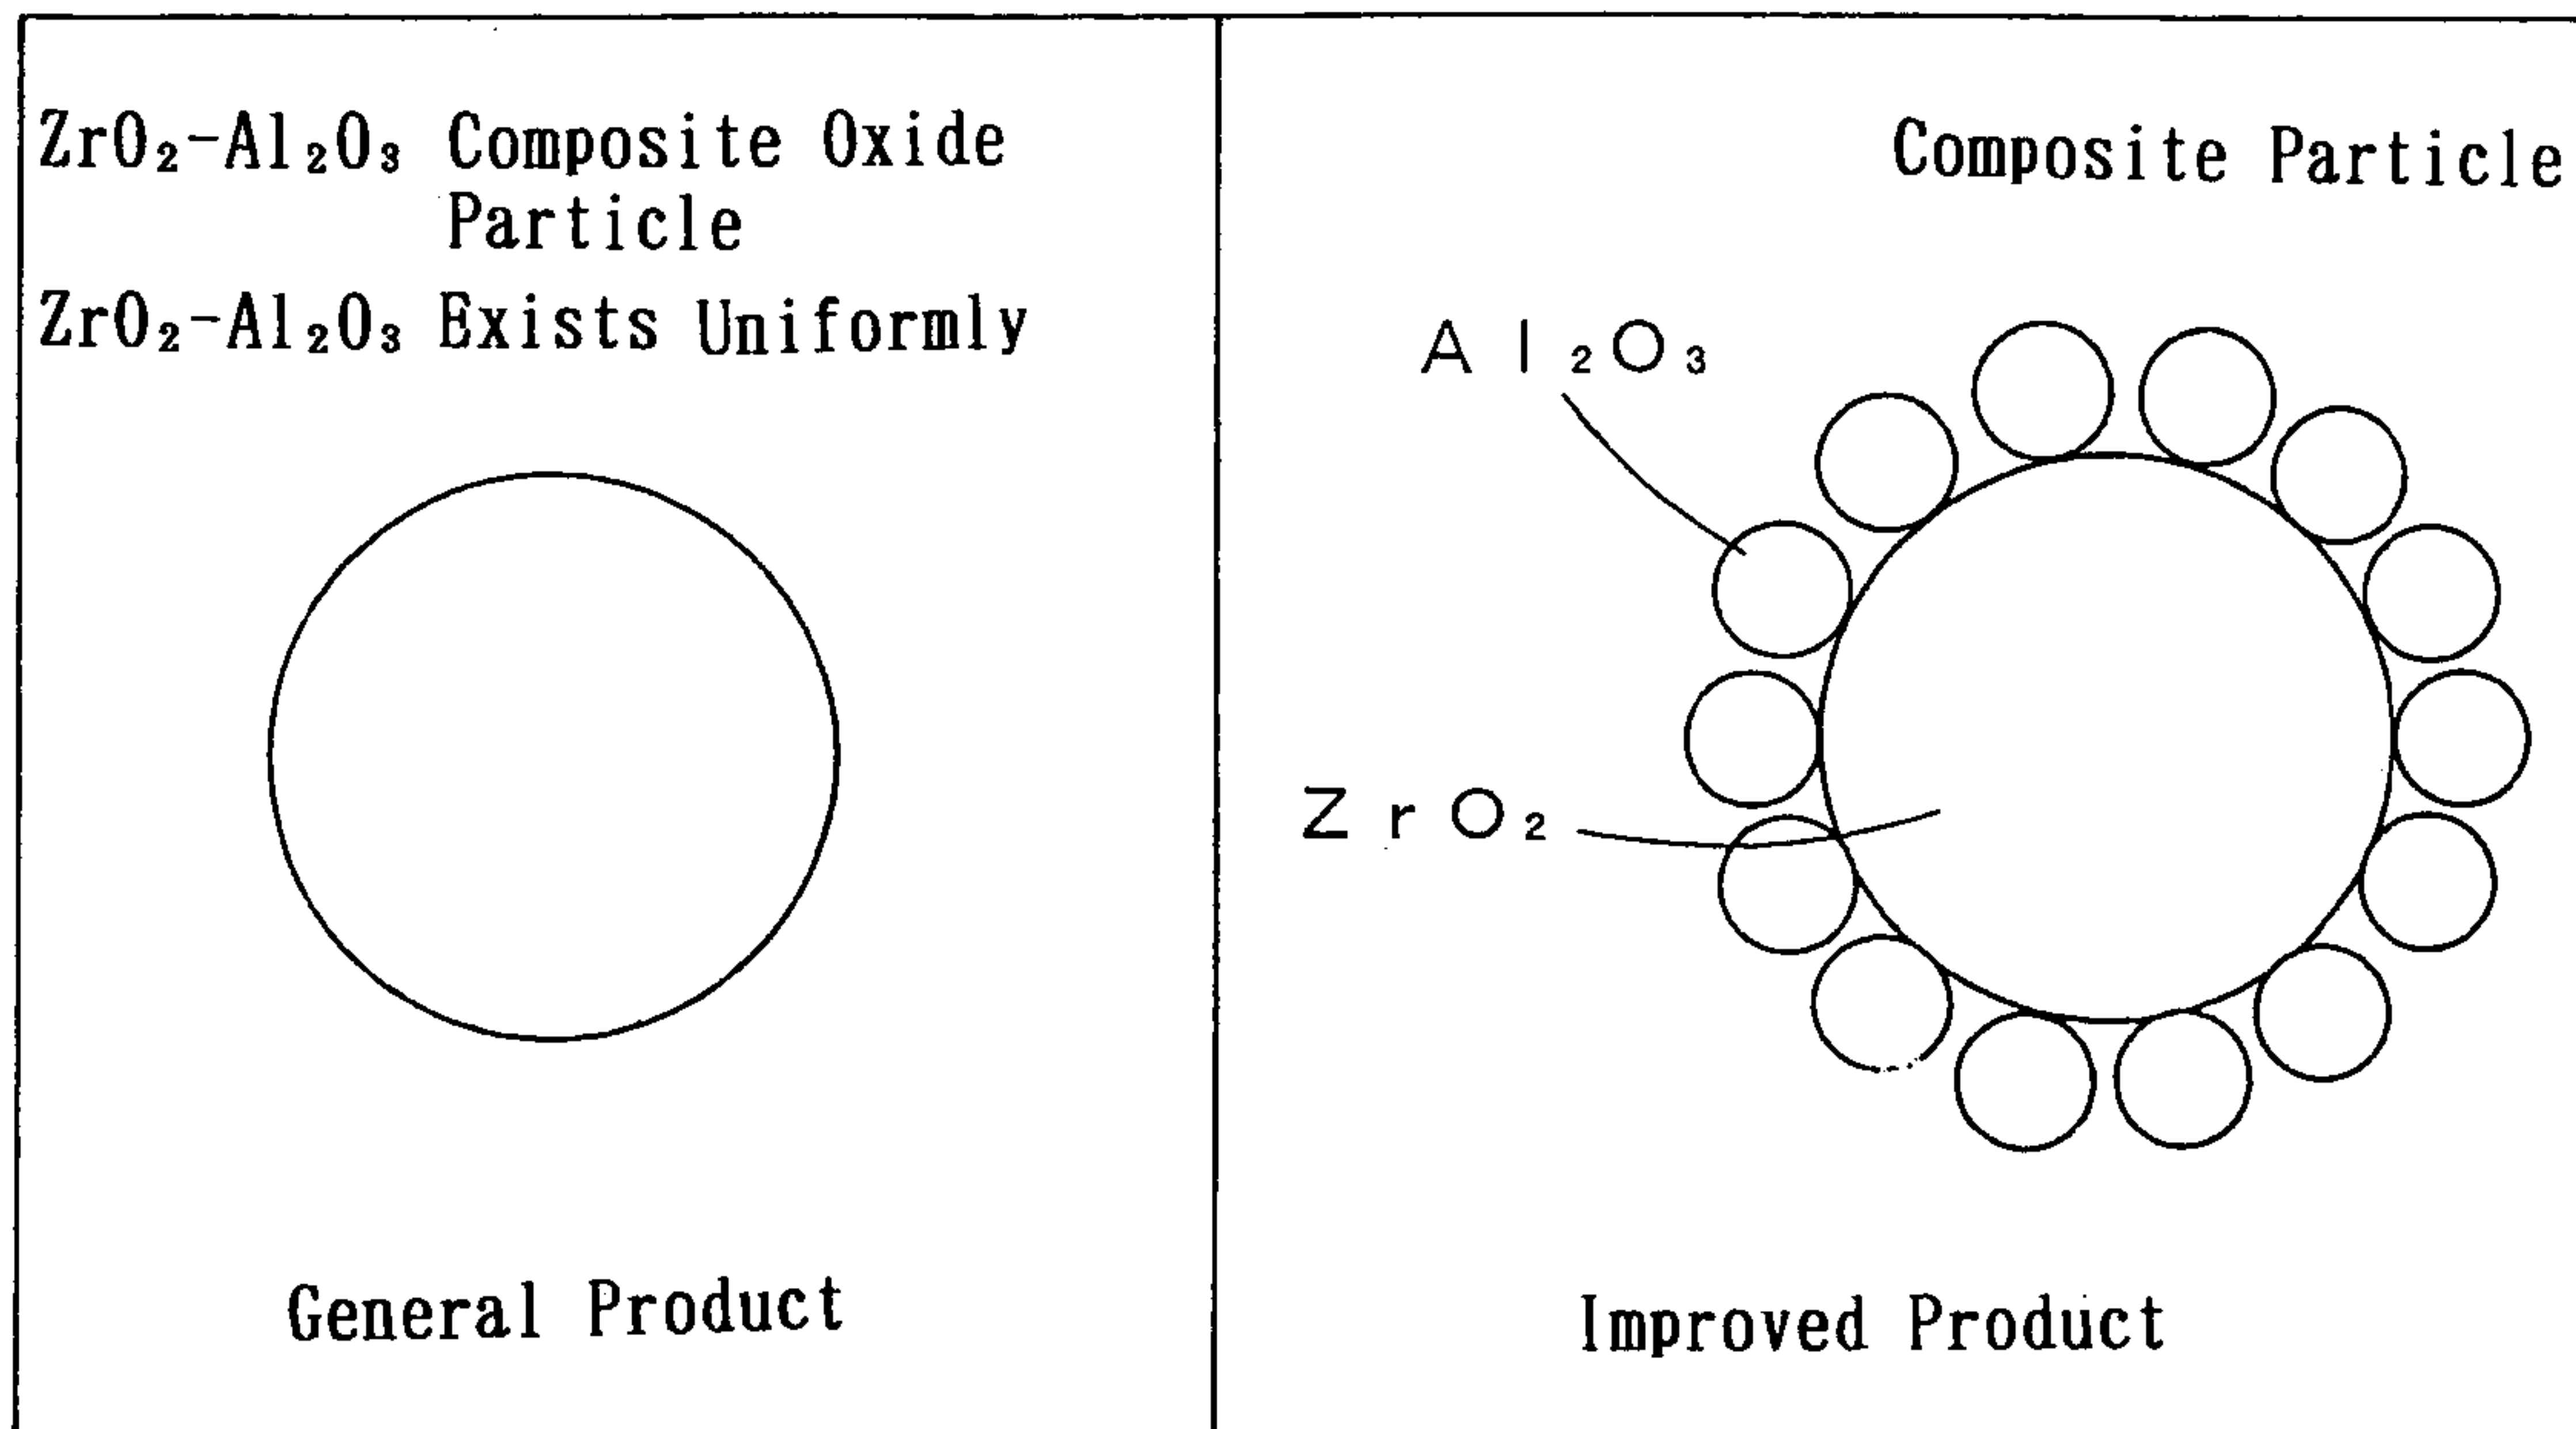 ZrO₂-Al₂O₃ Composite Oxide
Particle
ZrO₂-Al₂O₃ Exists Uniformly
General Product
Composite Particle
Al₂O₃
ZrO₂
Improved Product